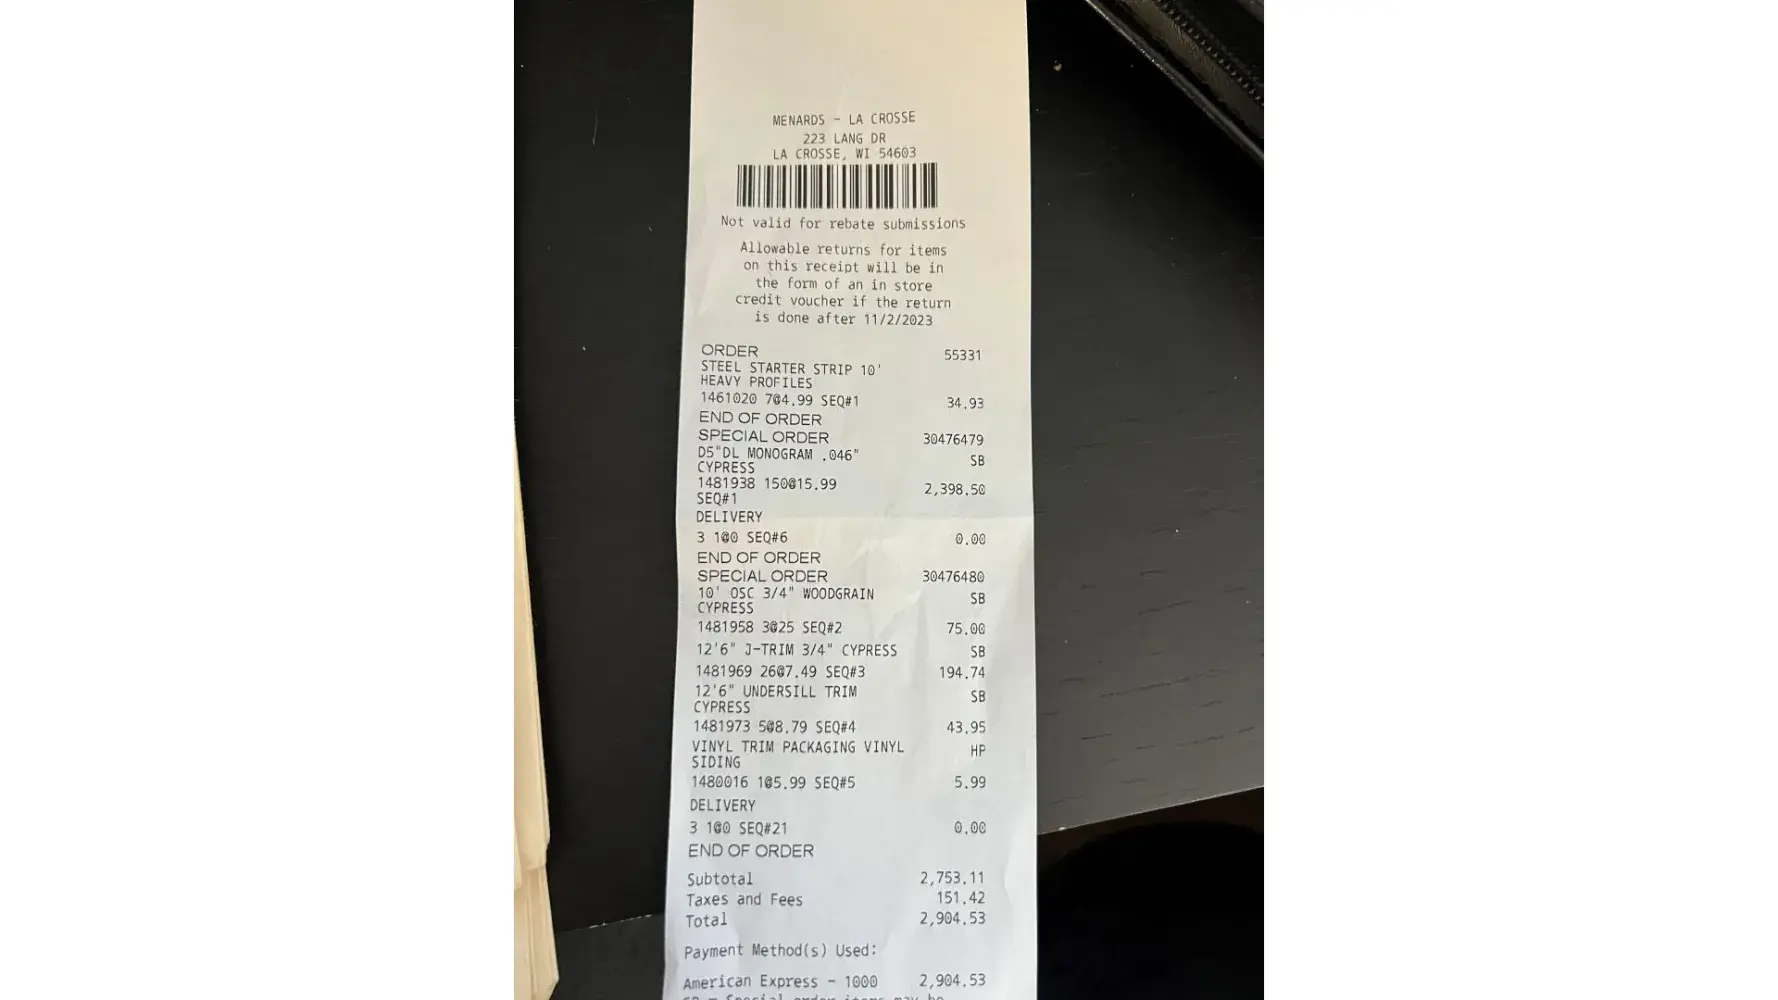 MENARDS - LA CROSSE
223 LANG DR
LA CROSSE, WI 54603
Not valid for rebate submissions
Allowable returns for items
on this receipt will be in
the form of an in store
credit voucher if the return
is done after 11/2/2023
ORDER 55331
STEEL STARTER STRIP 10'
HEAVY PROFILES
1461020 7@4.99 SEQ#1 34.93
END OF ORDER
SPECIAL ORDER 30476479
D5"DL MONOGRAM .046" SB
CYPRESS
1481938 150@15.99 2,398.50
SEQ#1
DELIVERY
3 1@0 SEQ#6 0.00
END OF ORDER
SPECIAL ORDER 30476480
10' OSC 3/4" WOODGRAIN SB
CYPRESS
1481958 3@25 SEQ#2 75.00
12'6" J-TRIM 3/4" CYPRESS SB
1481969 26@7.49 SEQ#3 194.74
12'6" UNDERSILL TRIM SB
CYPRESS
1481973 5@8.79 SEQ#4 43.95
VINYL TRIM PACKAGING VINYL HP
SIDING
1480016 1@5.99 SEQ#5 5.99
DELIVERY
3 1@0 SEQ#21 0.00
END OF ORDER
Subtotal 2,753.11
Taxes and Fees 151.42
Total 2,904.53
Payment Method(s) Used:
American Express - 1000 2,904.53